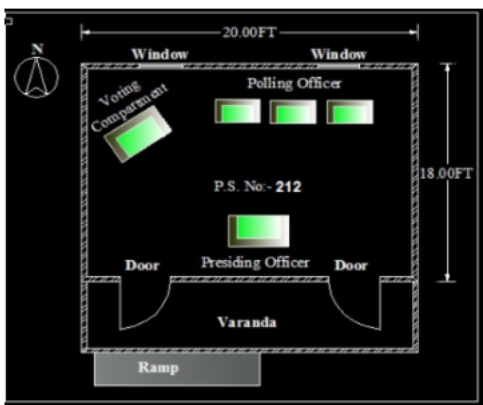 20.00FT
N
Window
Window
Voting
Compartment
Polling Officer
18.00FT
P.S. No:- 212
Presiding Officer
Door
Door
Varanda
Ramp